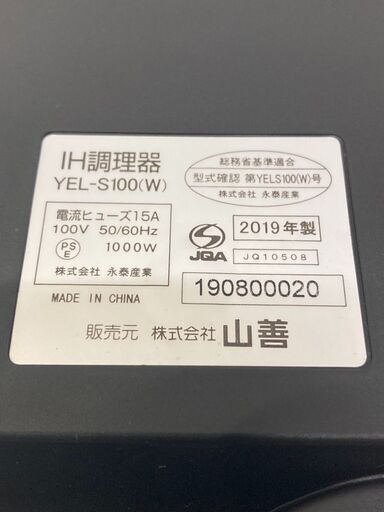 IH調理器
YEL-S100(W)
総務省基準適合
型式確認 第YELS100(W)号
株式会社 永泰産業
電流ヒューズ15A
100V 50/60Hz
PS
E
1000W
株式会社 永泰産業
JQA
2019年製
JQ10508
190800020
MADE IN CHINA
販売元 株式会社 山善